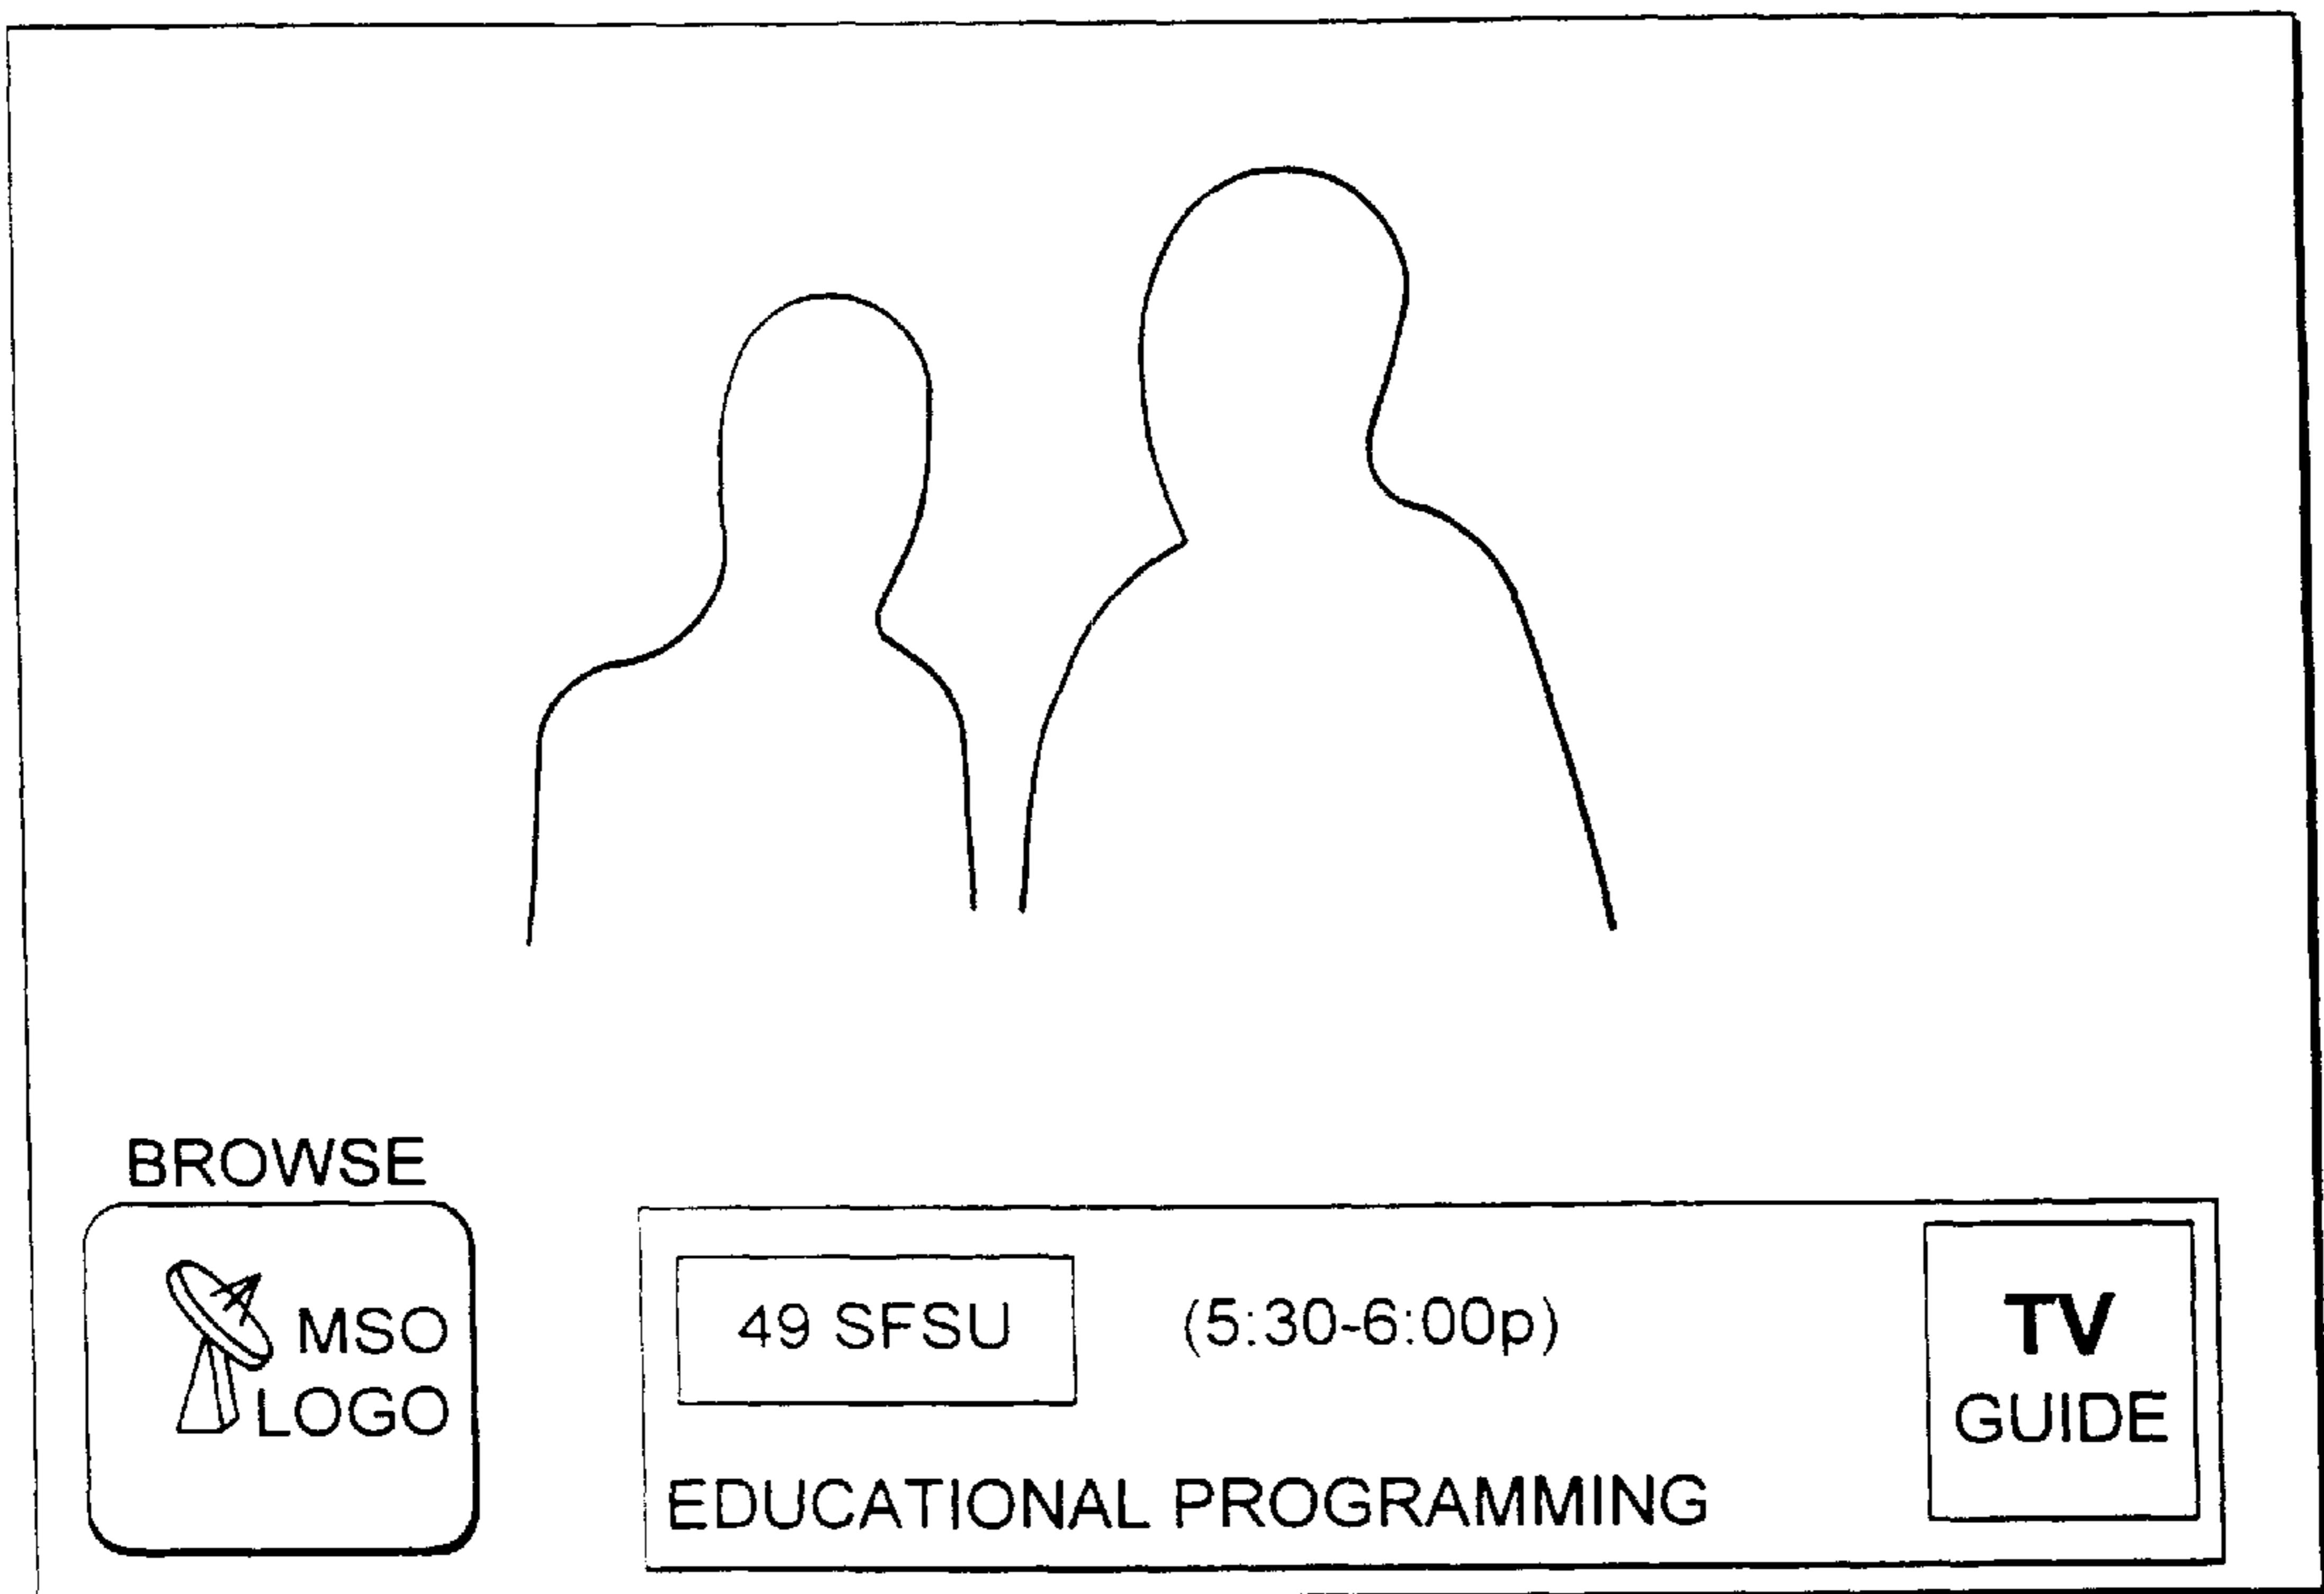 BROWSE
MSO
LOGO
49 SFSU (5:30-6:00p)
EDUCATIONAL PROGRAMMING
TV
GUIDE